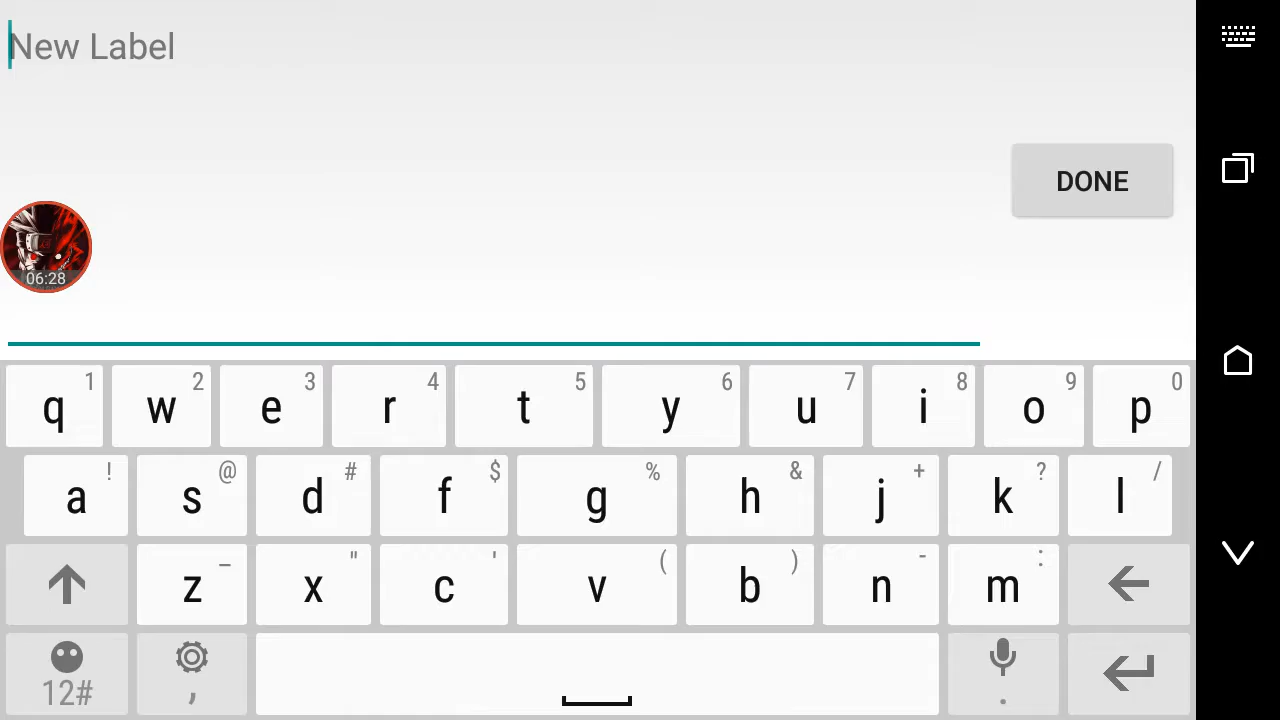 New Label
DONE
06:28
1 2 3 4 5 6 7 8 9 0
q w e r t y u i o p
! @ # $ % & + ? /
a s d f g h j k l
_ " ' ( ) - :
z x c v b n m
12# , .